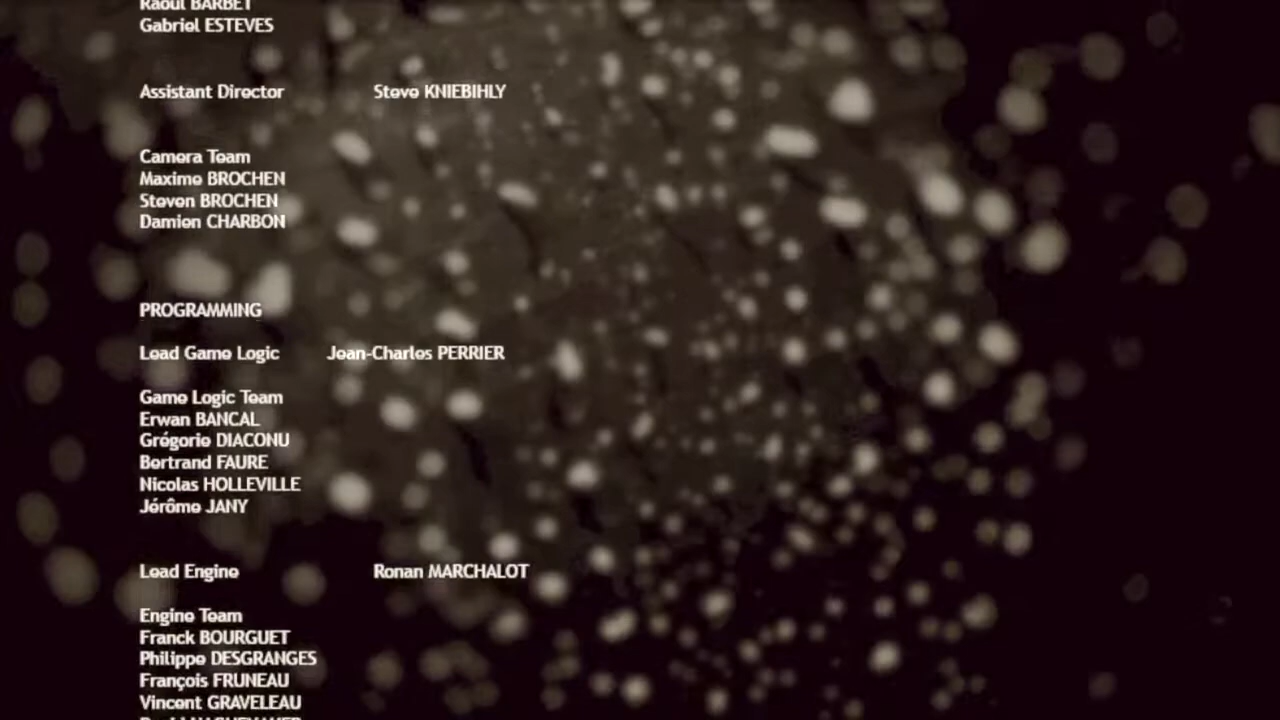 Raoul BARBET
Gabriel ESTEVES
Assistant Director Steve KNIEBIHLY
Camera Team
Maxime BROCHEN
Steven BROCHEN
Damien CHARBON
PROGRAMMING
Lead Game Logic Jean-Charles PERRIER
Game Logic Team
Erwan BANCAL
Grégorie DIACONU
Bertrand FAURE
Nicolas HOLLEVILLE
Jérôme JANY
Lead Engine Ronan MARCHALOT
Engine Team
Franck BOURGUET
Philippe DESGRANGES
François FRUNEAU
Vincent GRAVELEAU